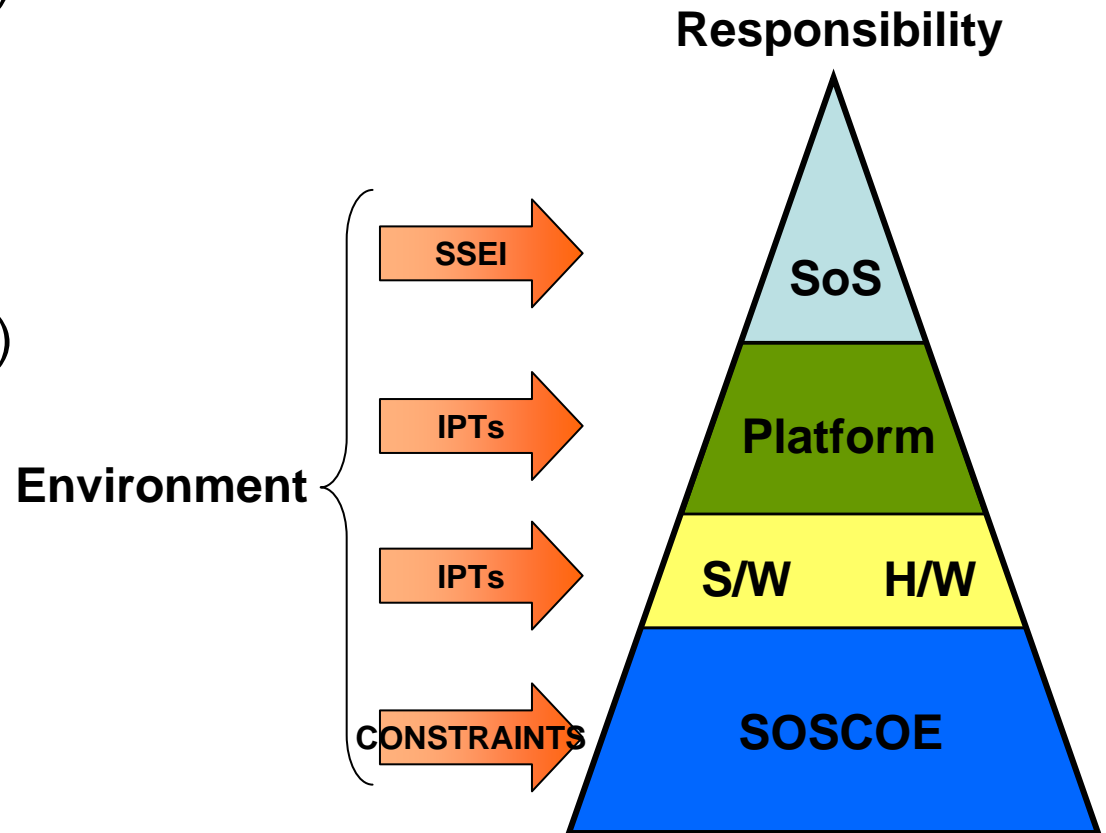 Responsibility
SSEI
SoS
)
IPTs
Platform
Environment
IPTs
S/W H/W
CONSTRAINTS
SOSCOE